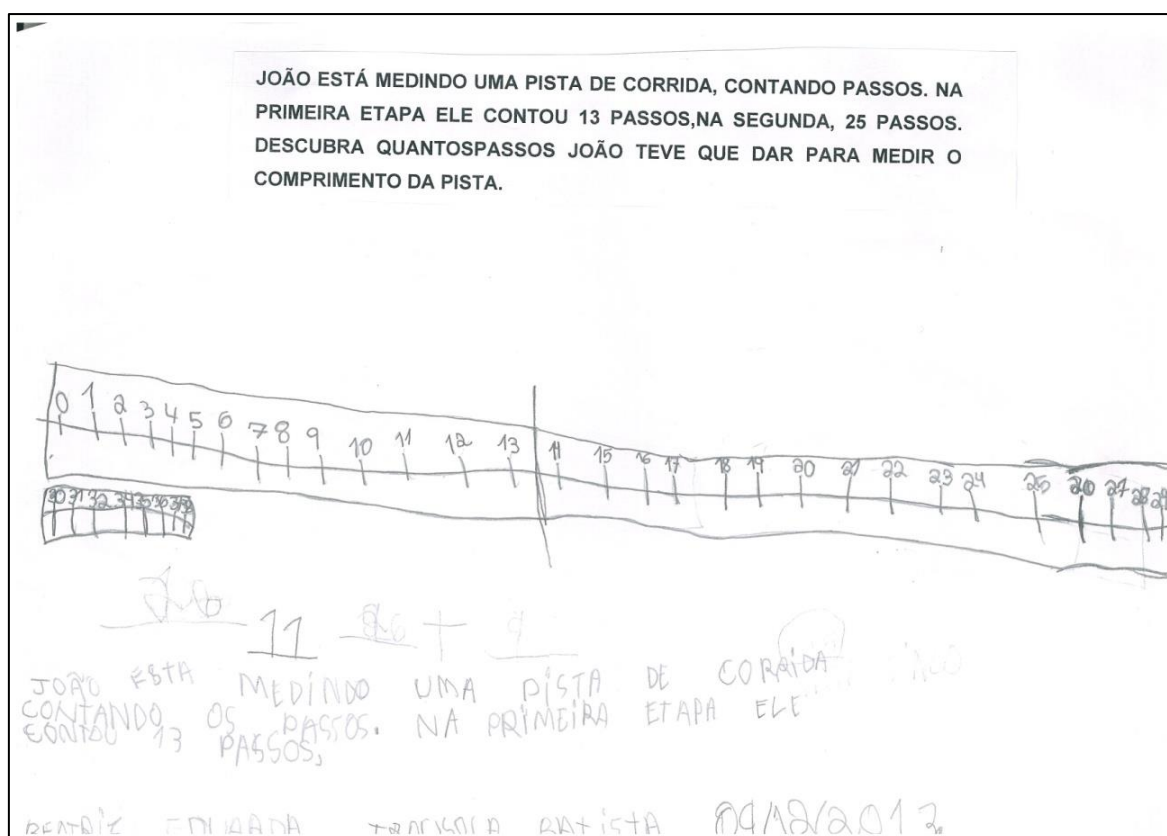 JOÃO ESTÁ MEDINDO UMA PISTA DE CORRIDA, CONTANDO PASSOS. NA
PRIMEIRA ETAPA ELE CONTOU 13 PASSOS,NA SEGUNDA, 25 PASSOS.
DESCUBRA QUANTOSPASSOS JOÃO TEVE QUE DAR PARA MEDIR O
COMPRIMENTO DA PISTA.
0 1 2 3 4 5 6 7 8 9 10 11 12 13 14 15 16 17 18 19 20 21 22 23 24 25 26 27 28 29
30 31 32 34 35 36 37 38
11
JOÃO ESTA MEDINDO UMA PISTA DE CORRIDA
CONTANDO OS PASSOS. NA PRIMEIRA ETAPA ELE
CONTOU 13 PASSOS,
BEATRIZ EDUARDA BATISTA